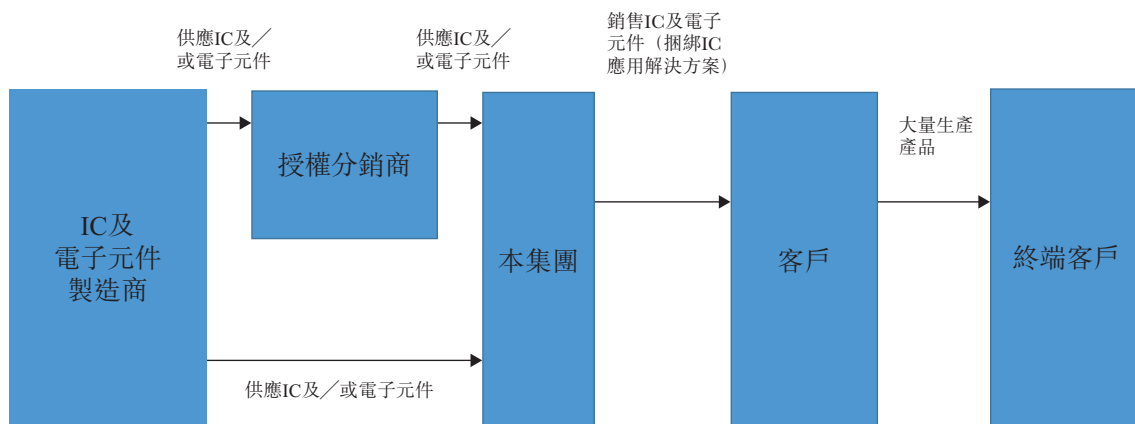 供應IC及／
或電子元件
供應IC及／
或電子元件
銷售IC及電子
元件（捆綁IC
應用解決方案）
大量生產
產品
IC及
電子元件
製造商
授權分銷商
本集團
客戶
終端客戶
供應IC及／或電子元件